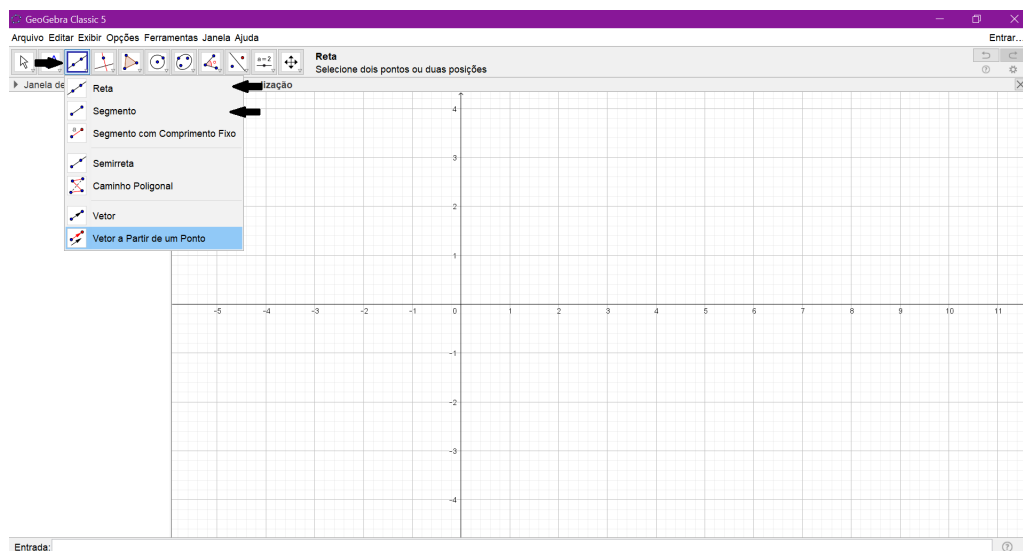 GeoGebra Classic 5
Arquivo Editar Exibir Opções Ferramentas Janela Ajuda
Entrar...
a=2
Reta
Selecione dois pontos ou duas posições
Janela de
lização
Reta
Segmento
a
Segmento com Comprimento Fixo
Semirreta
Caminho Poligonal
Vetor
Vetor a Partir de um Ponto
4
3
2
1
-5 -4 -3 -2 -1 0 1 2 3 4 5 6 7 8 9 10 11
-1
-2
-3
-4
Entrada: